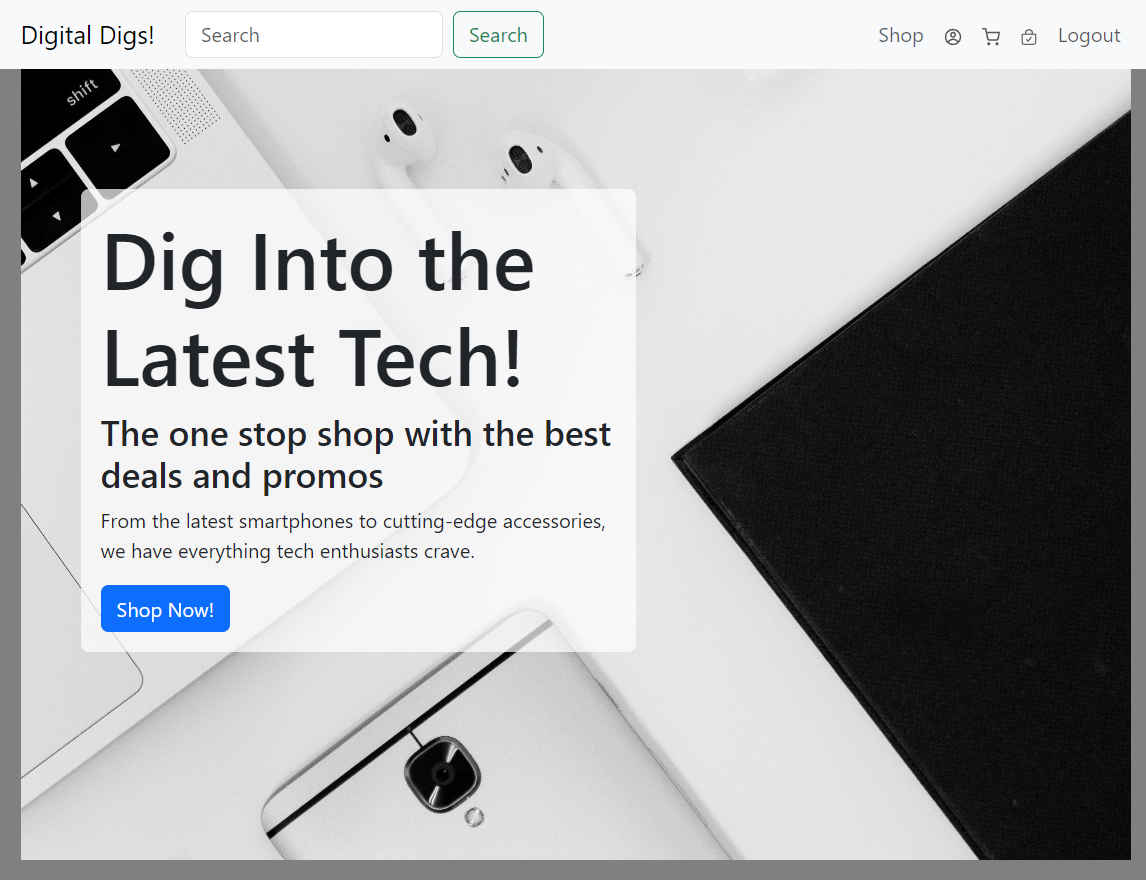 Digital Digs! Search Search Shop Logout
shift
Dig Into the
Latest Tech!
The one stop shop with the best
deals and promos
From the latest smartphones to cutting-edge accessories,
we have everything tech enthusiasts crave.
Shop Now!